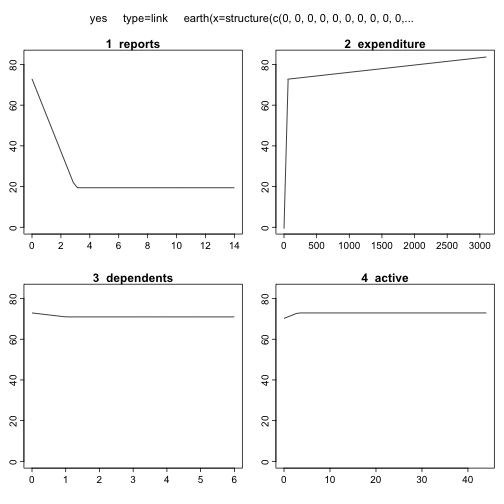 yes type=link earth(x=structure(c(0, 0, 0, 0, 0, 0, 0, 0, 0, 0,...
1 reports
2 expenditure
0 20 40 60 80
0 2 4 6 8 10 12 14
0 20 40 60 80
0 500 1000 1500 2000 2500 3000
3 dependents
4 active
0 20 40 60 80
0 1 2 3 4 5 6
0 20 40 60 80
0 10 20 30 40